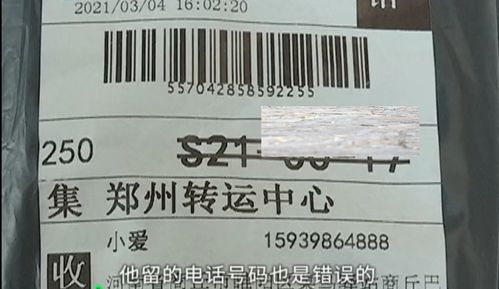 2021/03/04 16:02:20
557042858592255
250
集 郑州转运中心
小爱 15939864888
收
他留的电话号码也是错误的